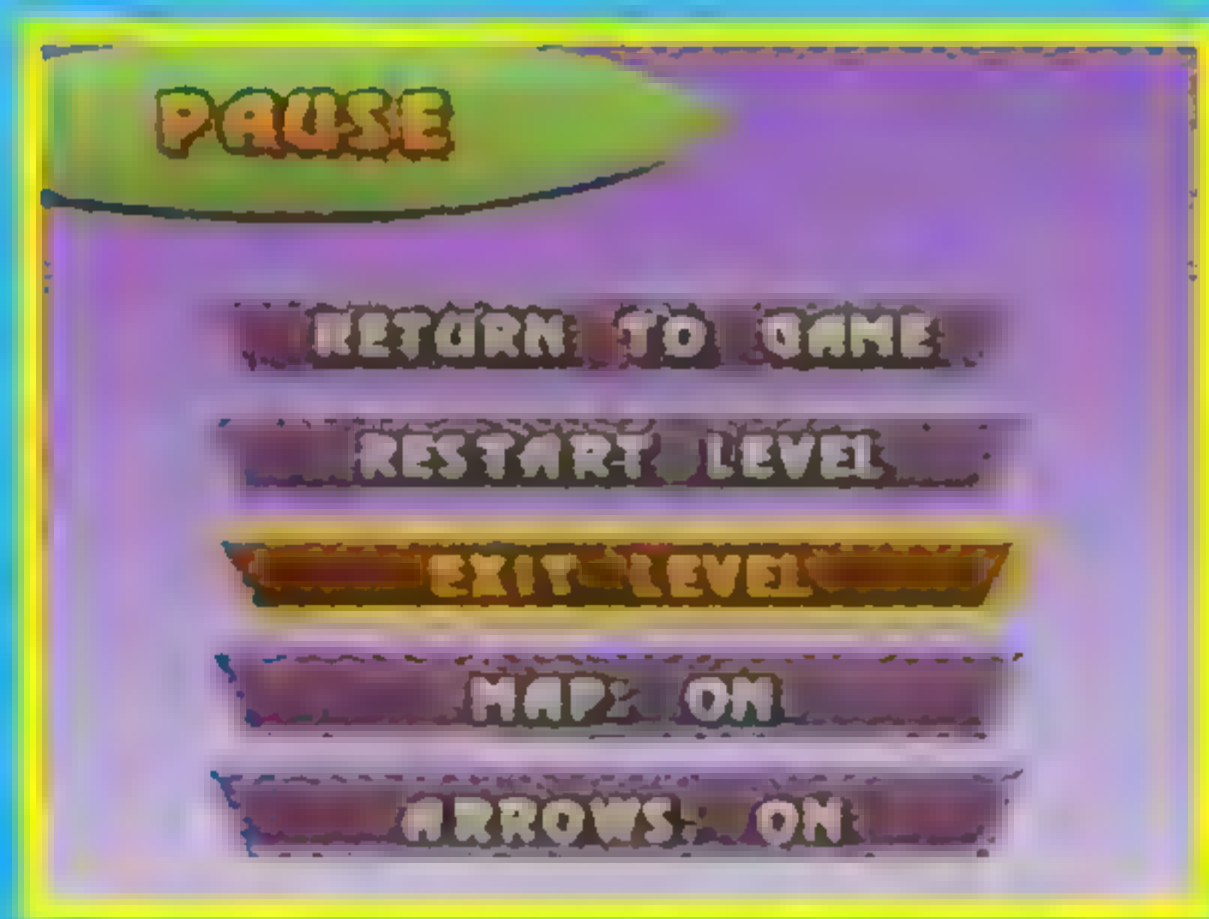 PAUSE
RETURN TO GAME
RESTART LEVEL
EXIT LEVEL
MAP: ON
ARROWS: ON